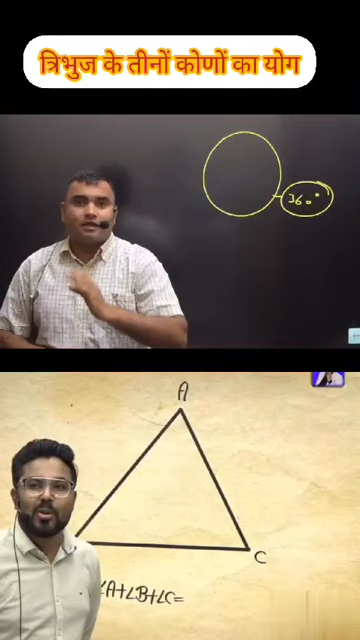 त्रिभुज के तीनों कोणों का योग
360°
A
C
∠A+∠B+∠C=